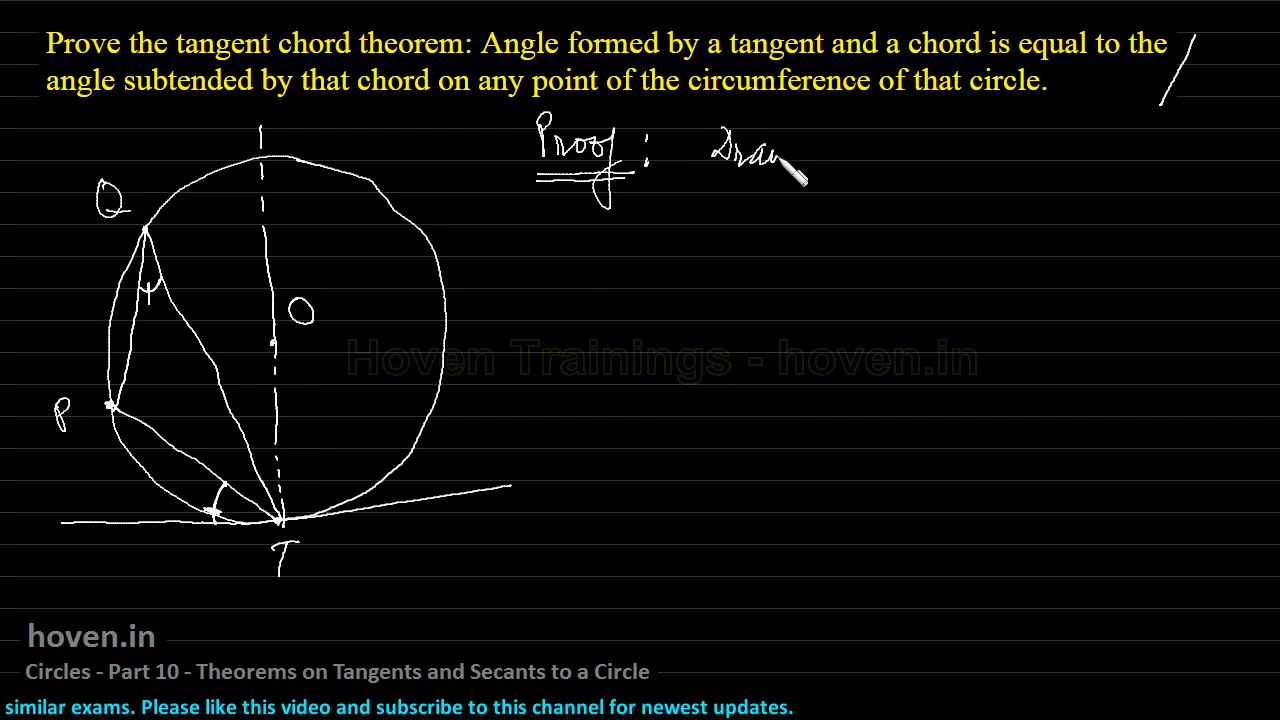 Prove the tangent chord theorem: Angle formed by a tangent and a chord is equal to the
angle subtended by that chord on any point of the circumference of that circle.
Proof : Draw
Q
O
Hoven Trainings - hoven.in
P
T
hoven.in
Circles - Part 10 - Theorems on Tangents and Secants to a Circle
similar exams. Please like this video and subscribe to this channel for newest updates.